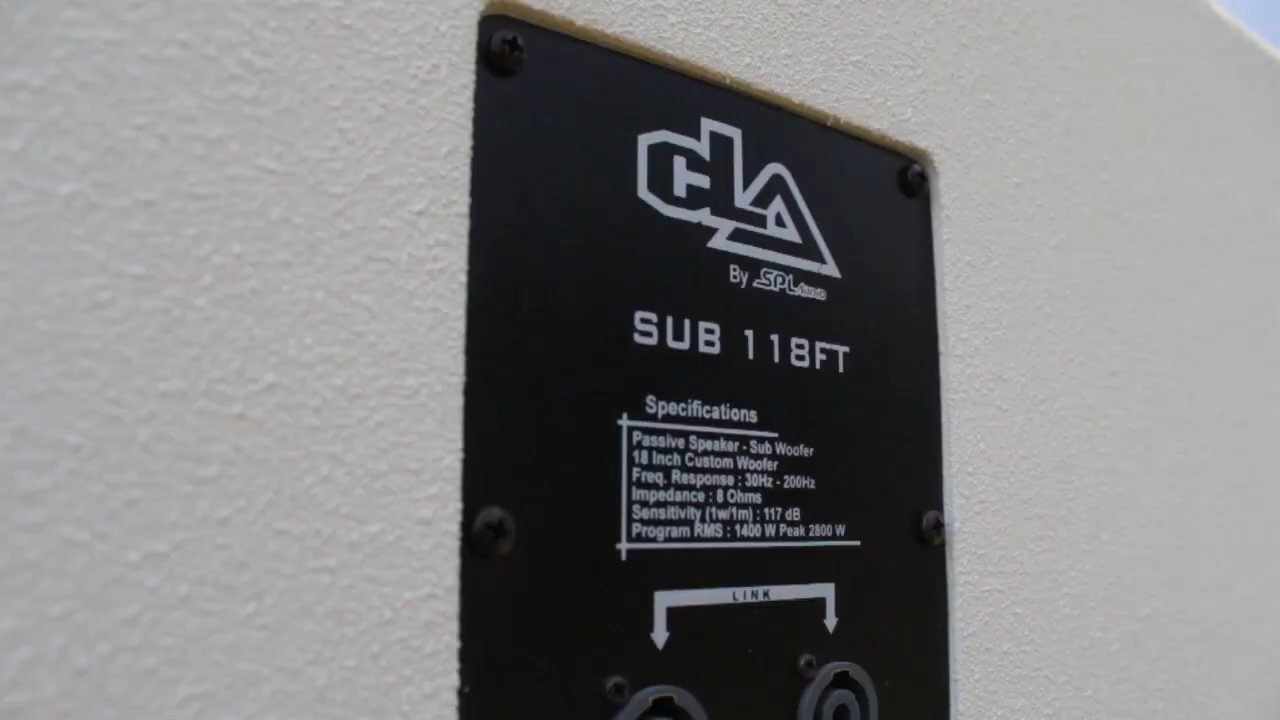 CLA
By SPL AUDIO
SUB 118FT
Specifications
Passive Speaker - Sub Woofer
18 Inch Custom Woofer
Freq. Response : 30Hz - 200Hz
Impedance : 8 Ohms
Sensitivity (1w/1m) : 117 dB
Program RMS : 1400 W Peak 2800 W
LINK